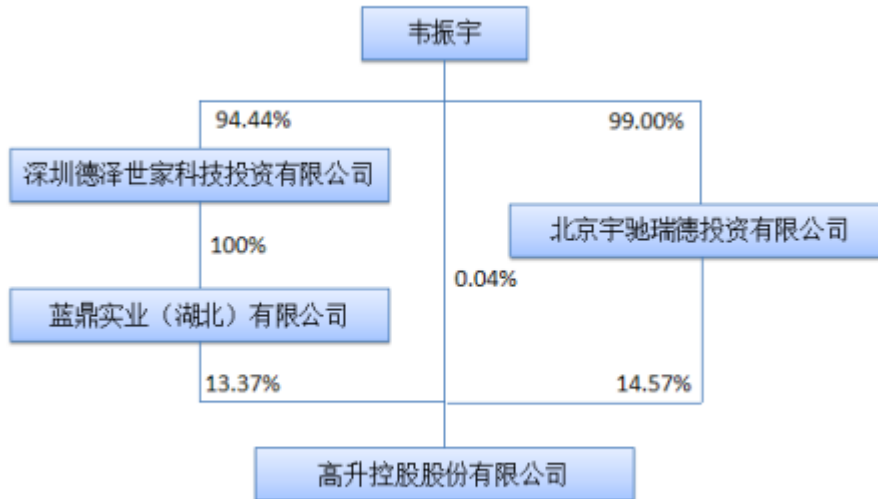 韦振宇
94.44%
99.00%
深圳德泽世家科技投资有限公司
北京宇驰瑞德投资有限公司
100%
0.04%
蓝鼎实业（湖北）有限公司
13.37%
14.57%
高升控股股份有限公司